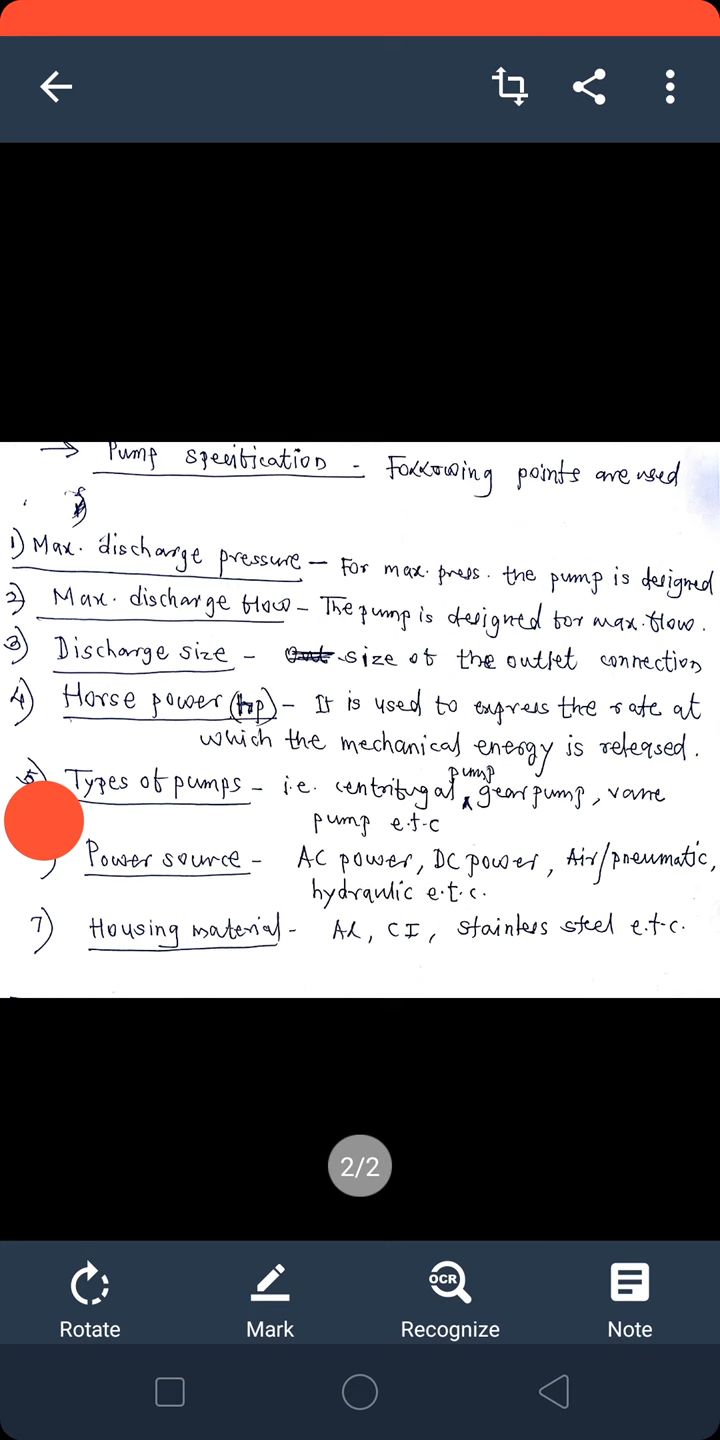 → Pump specification - Following points are used
1) Max. discharge pressure - For max. press. the pump is designed
2) Max. discharge flow - The pump is designed for max. flow.
3) Discharge size - size of the outlet connection
4) Horse power (hp) - It is used to express the rate at
which the mechanical energy is released.
5) Types of pumps - i.e. centrifugal pump, gear pump, vane
pump e.t.c
) Power source - AC power, DC power, Air/pneumatic,
hydraulic e.t.c.
7) Housing material - Al, CI, stainless steel e.t.c.
2/2
OCR
Rotate Mark Recognize Note